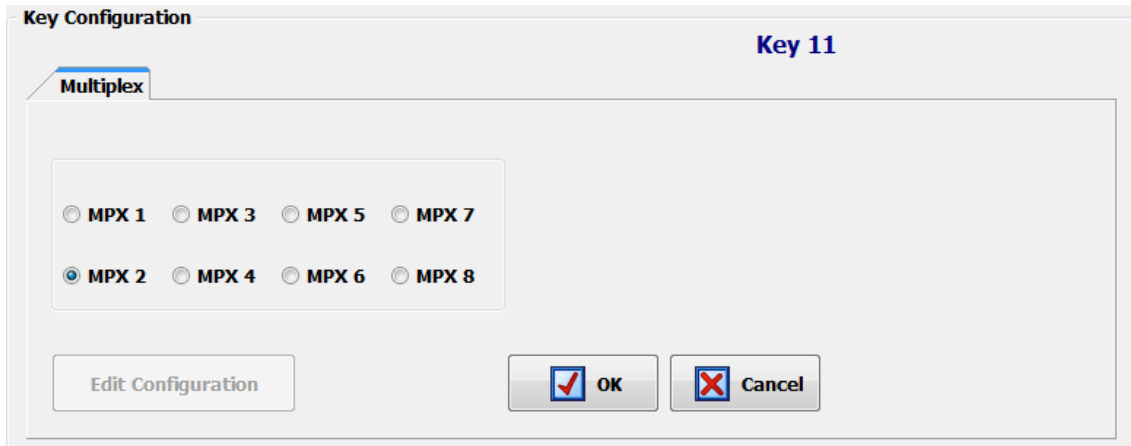 Key Configuration
Key 11
Multiplex
MPX 1 MPX 3 MPX 5 MPX 7
MPX 2 MPX 4 MPX 6 MPX 8
Edit Configuration OK Cancel